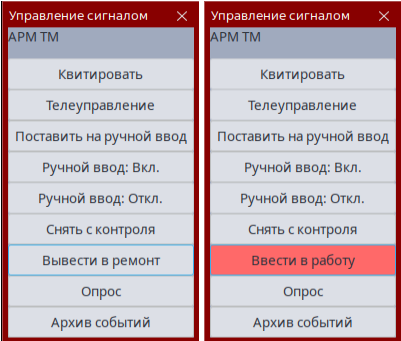 Управление сигналом
АРМ ТМ
Квитировать
Телеуправление
Поставить на ручной ввод
Ручной ввод: Вкл.
Ручной ввод: Откл.
Снять с контроля
Вывести в ремонт
Опрос
Архив событий
Управление сигналом
АРМ ТМ
Квитировать
Телеуправление
Поставить на ручной ввод
Ручной ввод: Вкл.
Ручной ввод: Откл.
Снять с контроля
Ввести в работу
Опрос
Архив событий